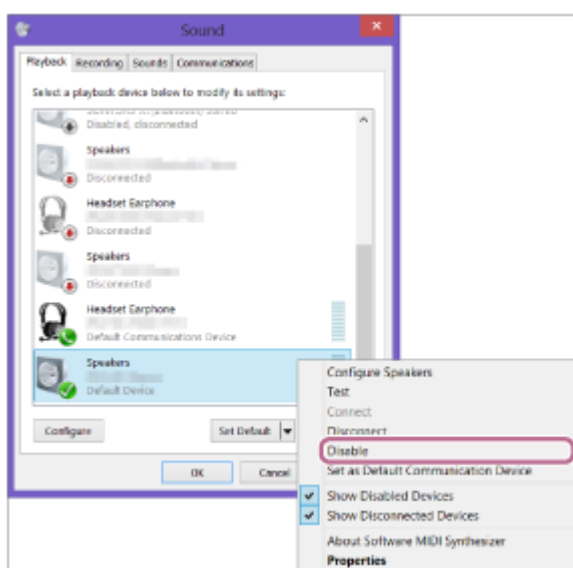 Sound
Playback Recording Sounds Communications
Select a playback device below to modify its settings:
Disabled, disconnected
Speakers
Disconnected
Headset Earphone
Disconnected
Speakers
Disconnected
Headset Earphone
Default Communications Device
Speakers
Default Device
Configure
Set Default
OK
Cancel
Configure Speakers
Test
Connect
Disconnect
Disable
Set as Default Communication Device
Show Disabled Devices
Show Disconnected Devices
About Software MIDI Synthesizer
Properties